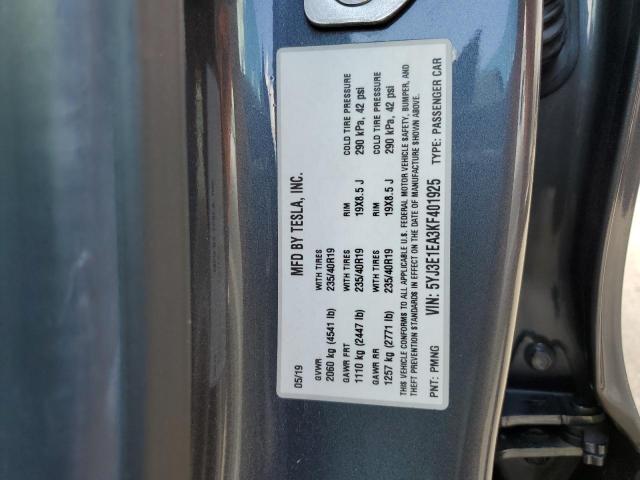 MFD BY TESLA, INC.
05/19
GVWR WITH TIRES RIM COLD TIRE PRESSURE
2060 kg (4541 lb) 235/40R19 19X8.5 J 290 kPa, 42 psi
GAWR FRT WITH TIRES RIM COLD TIRE PRESSURE
1110 kg (2447 lb) 235/40R19 19X8.5 J 290 kPa, 42 psi
GAWR RR
1257 kg (2771 lb) 235/40R19
THIS VEHICLE CONFORMS TO ALL APPLICABLE U.S. FEDERAL MOTOR VEHICLE SAFETY, BUMPER, AND
THEFT PREVENTION STANDARDS IN EFFECT ON THE DATE OF MANUFACTURE SHOWN ABOVE.
PNT: PMNG VIN: 5YJ3E1EA3KF401925 TYPE: PASSENGER CAR